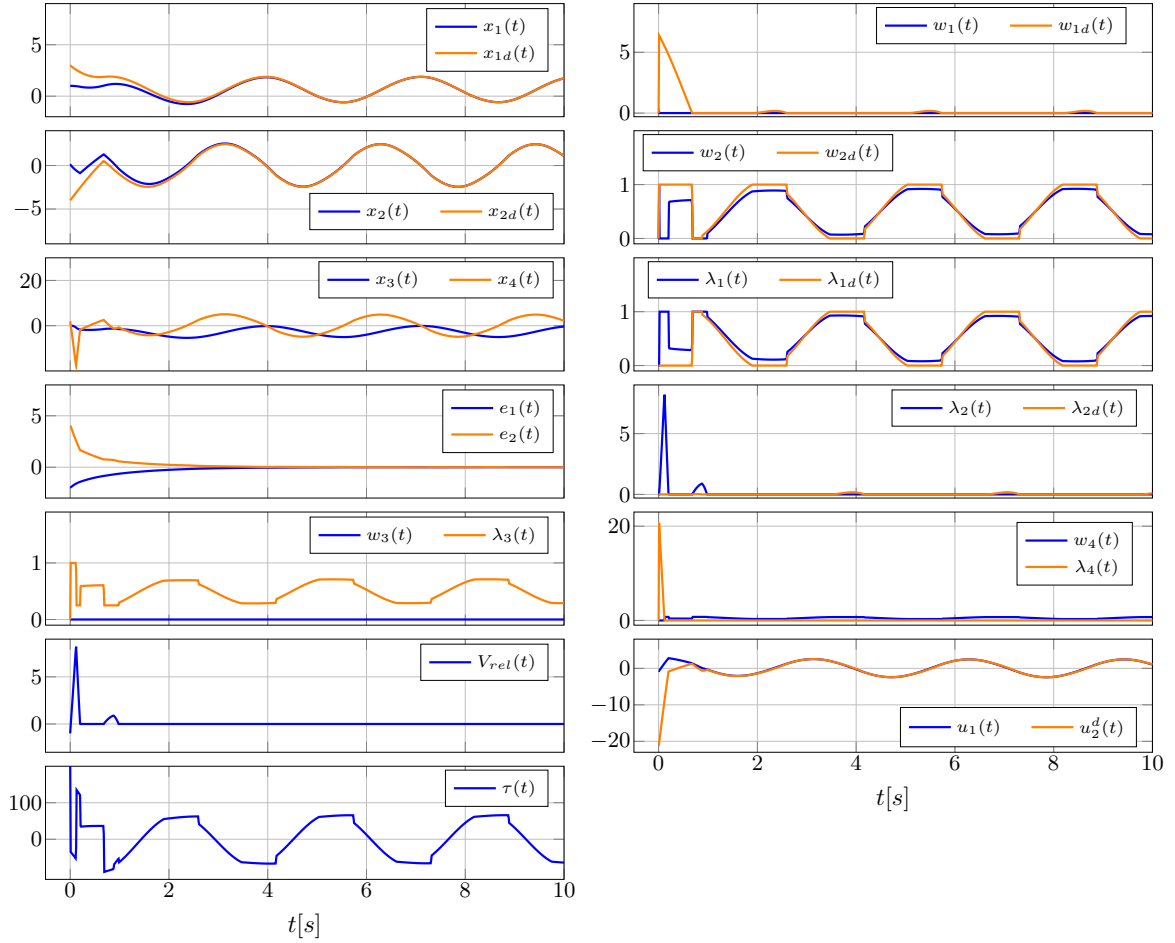 5
0
x₁(t)
x₁d(t)
0
−5
x₂(t) x₂d(t)
20
0
x₃(t) x₄(t)
5
0
e₁(t)
e₂(t)
1
0
w₃(t) λ₃(t)
5
0
V_rel(t)
100
0
τ(t)
0 2 4 6 8 10
t[s]
5
0
w₁(t) w₁d(t)
1
0
w₂(t) w₂d(t)
1
0
λ₁(t) λ₁d(t)
5
0
λ₂(t) λ₂d(t)
20
0
w₄(t)
λ₄(t)
0
−10
−20
u₁(t) u₂ᵈ(t)
0 2 4 6 8 10
t[s]